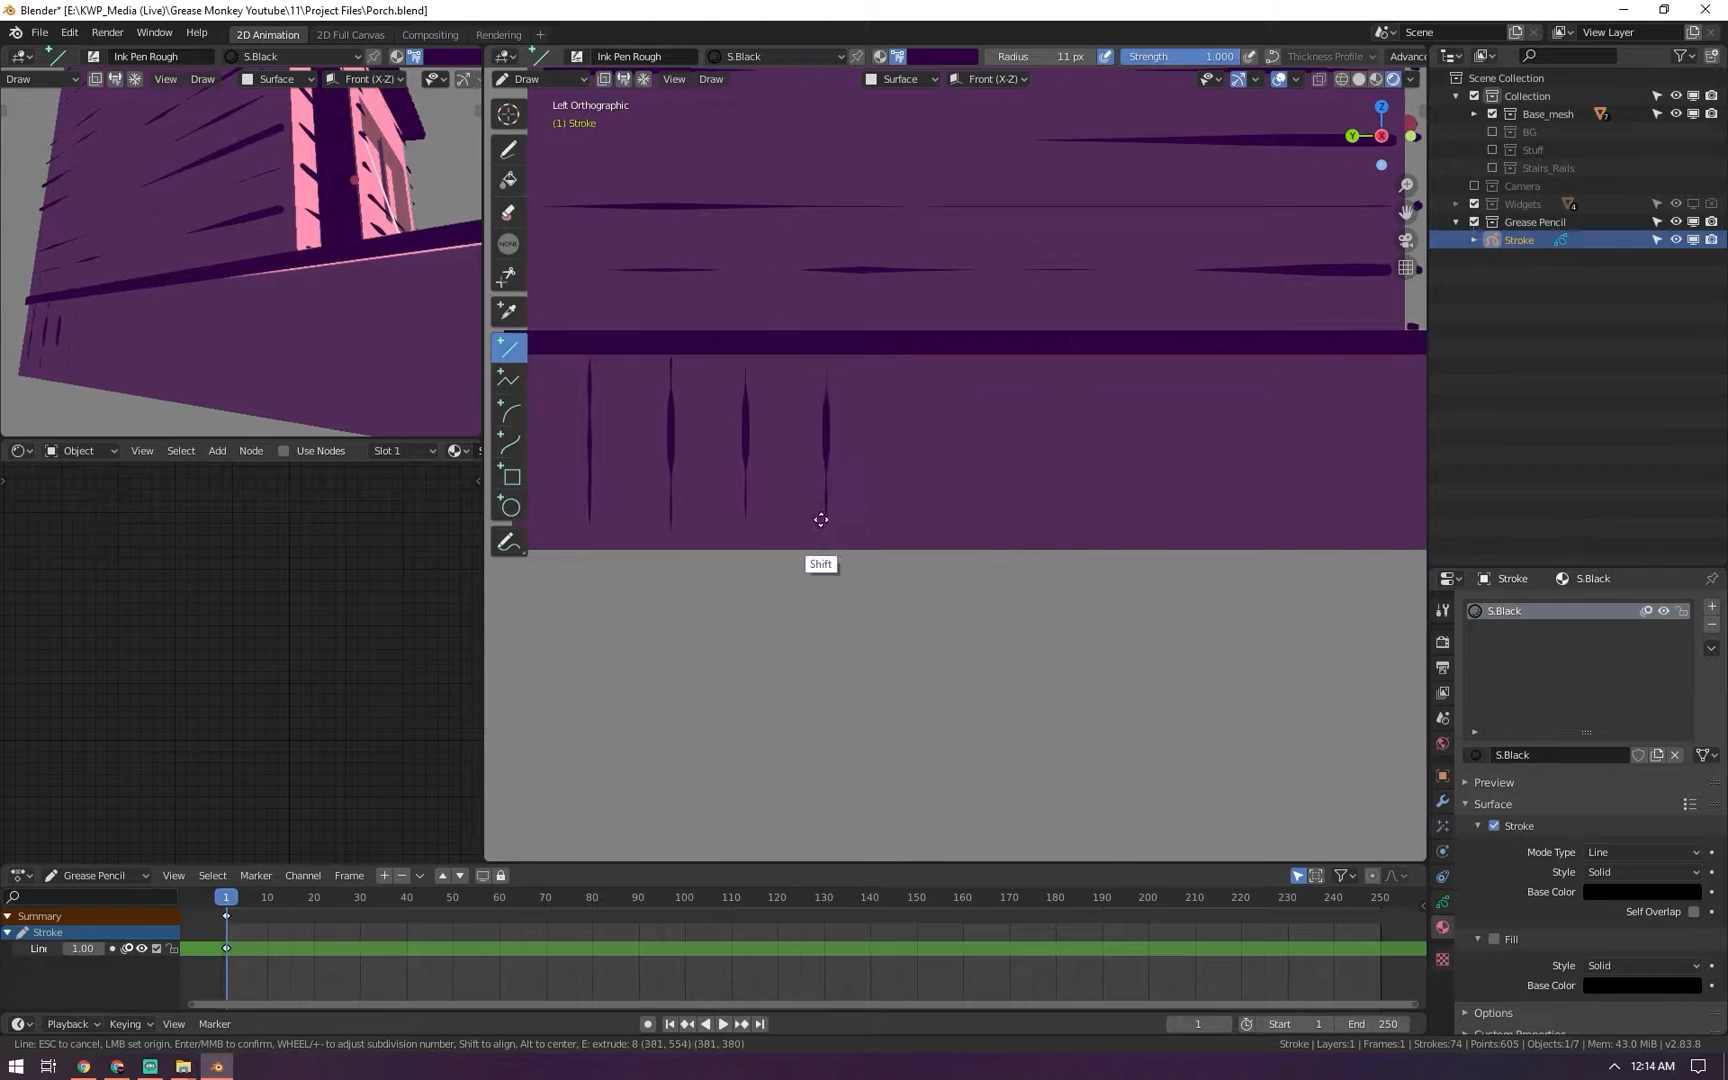 Blender* [E:\KWP_Media (Live)\Grease Monkey Youtube\11\Project Files\Porch.blend]
File Edit Render Window Help 2D Animation 2D Full Canvas Compositing Rendering + Scene View Layer
Ink Pen Rough S.Black Ink Pen Rough S.Black Radius 11 px Strength 1.000 Thickness Profile Advanc
Draw View Draw Surface Front (X-Z) Draw View Draw Surface Front (X-Z)
Left Orthographic
(1) Stroke
Z
Y
X
NONE
Shift
Scene Collection
Collection
Base_mesh 7
BG
Stuff
Stairs_Rails
Camera
Widgets 4
Grease Pencil
Stroke
Object View Select Add Node Use Nodes Slot 1 S
Stroke S.Black
S.Black
S.Black
Preview
Surface
Stroke
Mode Type Line
Style Solid
Base Color
Self Overlap
Fill
Style Solid
Base Color
Options
Custom Properties
Grease Pencil View Select Marker Channel Frame
1 10 20 30 40 50 60 70 80 90 100 110 120 130 140 150 160 170 180 190 200 210 220 230 240 250
Summary
Stroke
Lin 1.00
Playback Keying View Marker 1 Start 1 End 250
Line: ESC to cancel, LMB set origin, Enter/MMB to confirm, WHEEL/+- to adjust subdivision number, Shift to align, Alt to center, E: extrude: 8 (381, 554) (381, 380) Stroke | Layers:1 | Frames:1 | Strokes:74 | Points:605 | Objects:1/7 | Mem: 43.0 MiB | v2.83.8
12:14 AM